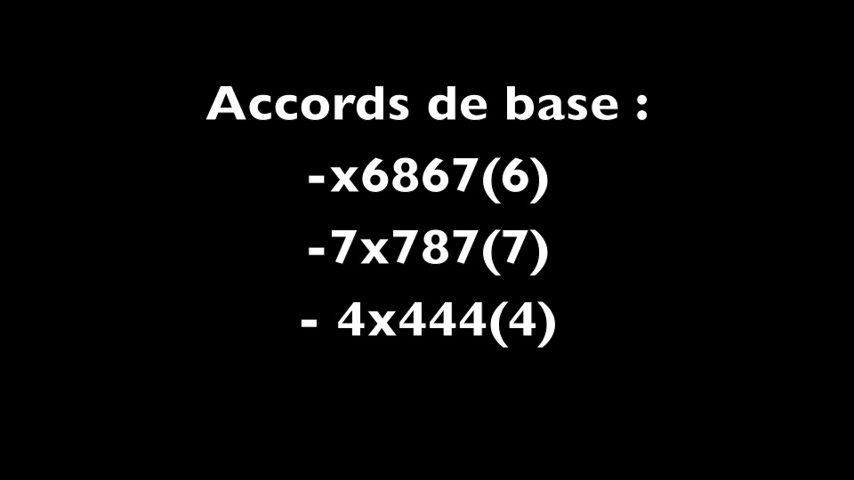 Accords de base :
-x6867(6)
-7x787(7)
- 4x444(4)